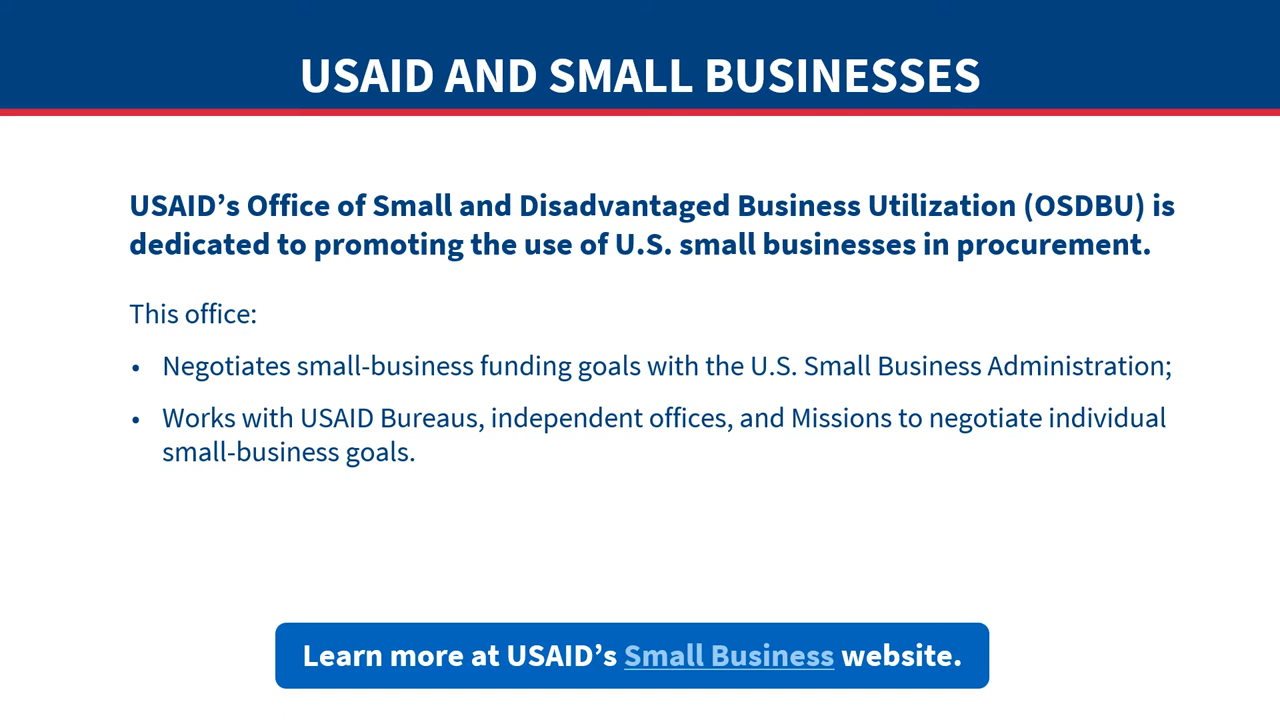 USAID AND SMALL BUSINESSES
USAID’s Office of Small and Disadvantaged Business Utilization (OSDBU) is
dedicated to promoting the use of U.S. small businesses in procurement.
This office:
• Negotiates small-business funding goals with the U.S. Small Business Administration;
• Works with USAID Bureaus, independent offices, and Missions to negotiate individual
small-business goals.
Learn more at USAID’s Small Business website.